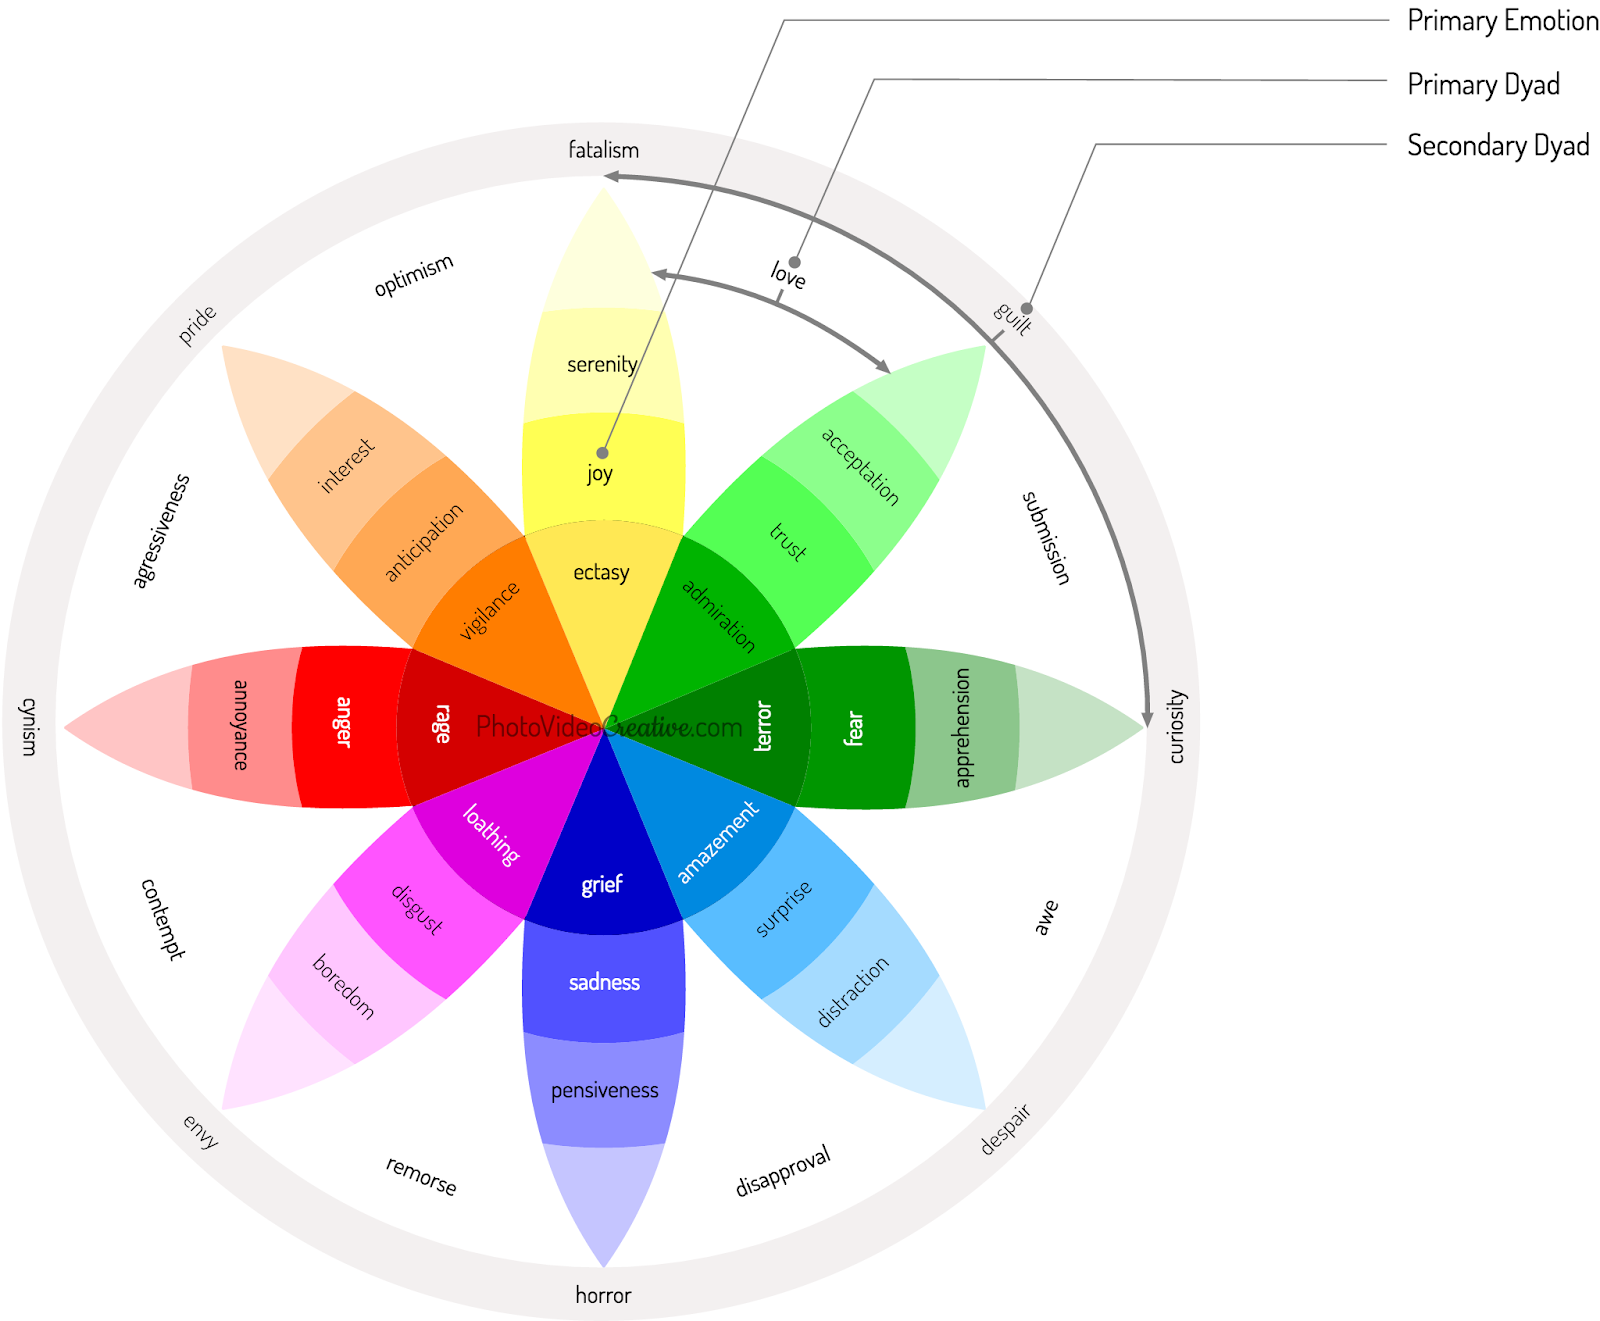 Primary Emotion
Primary Dyad
Secondary Dyad
fatalism
optimism
love
pride
guilt
serenity
interest
acceptation
joy
agressiveness
anticipation
trust
submission
ectasy
vigilance
admiration
cynism
annoyance
anger
rage
PhotoVideoCreative.com
terror
fear
apprehension
curiosity
loathing
amazement
grief
contempt
disgust
surprise
awe
boredom
sadness
distraction
pensiveness
envy
despair
remorse
disapproval
horror